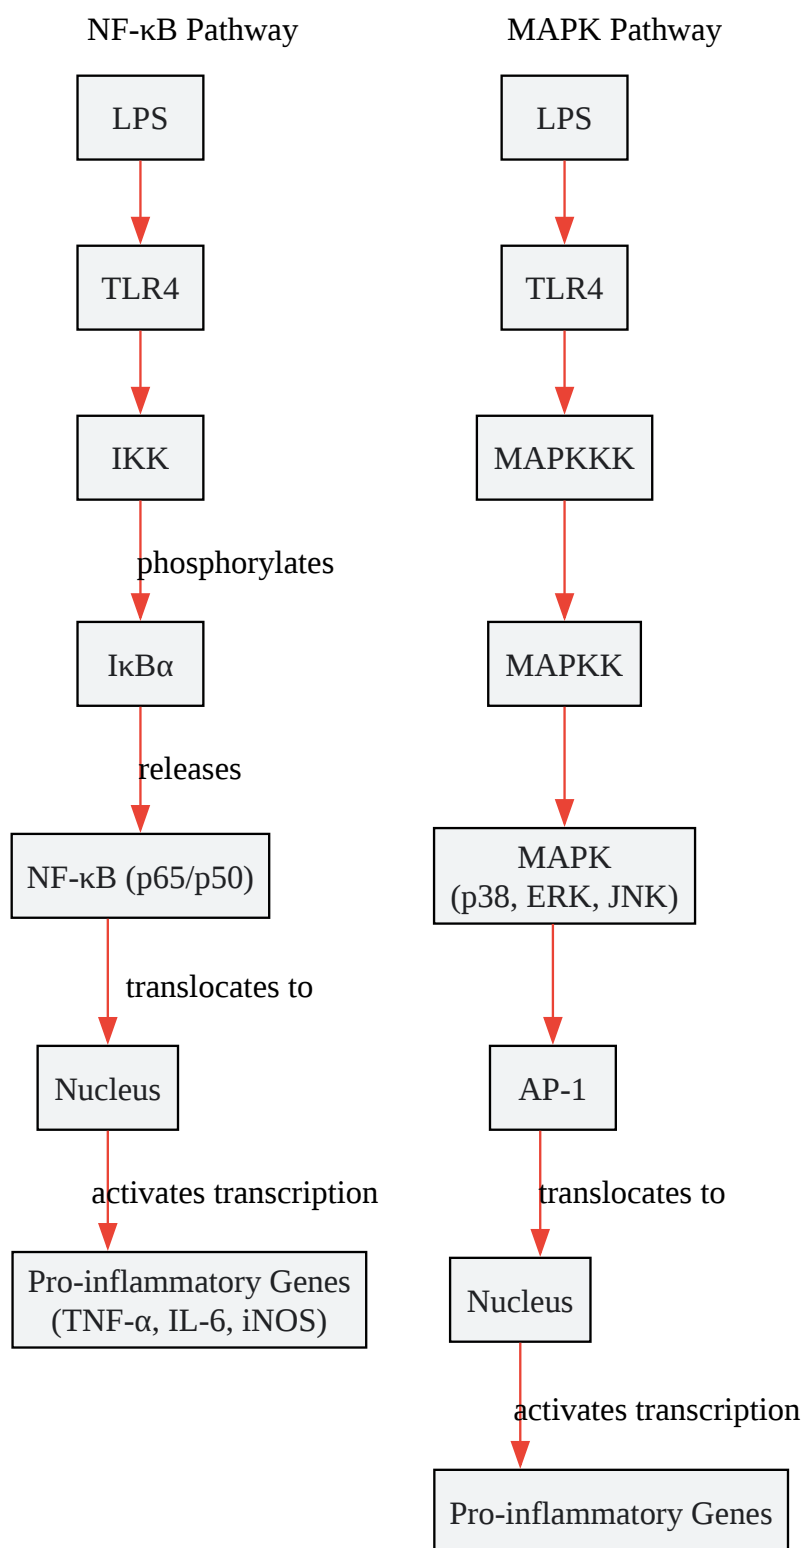 NF-κB Pathway
LPS
TLR4
IKK
phosphorylates
IκBα
releases
NF-κB (p65/p50)
translocates to
Nucleus
activates transcription
Pro-inflammatory Genes
(TNF-α, IL-6, iNOS)
MAPK Pathway
LPS
TLR4
MAPKKK
MAPKK
MAPK
(p38, ERK, JNK)
AP-1
translocates to
Nucleus
activates transcription
Pro-inflammatory Genes